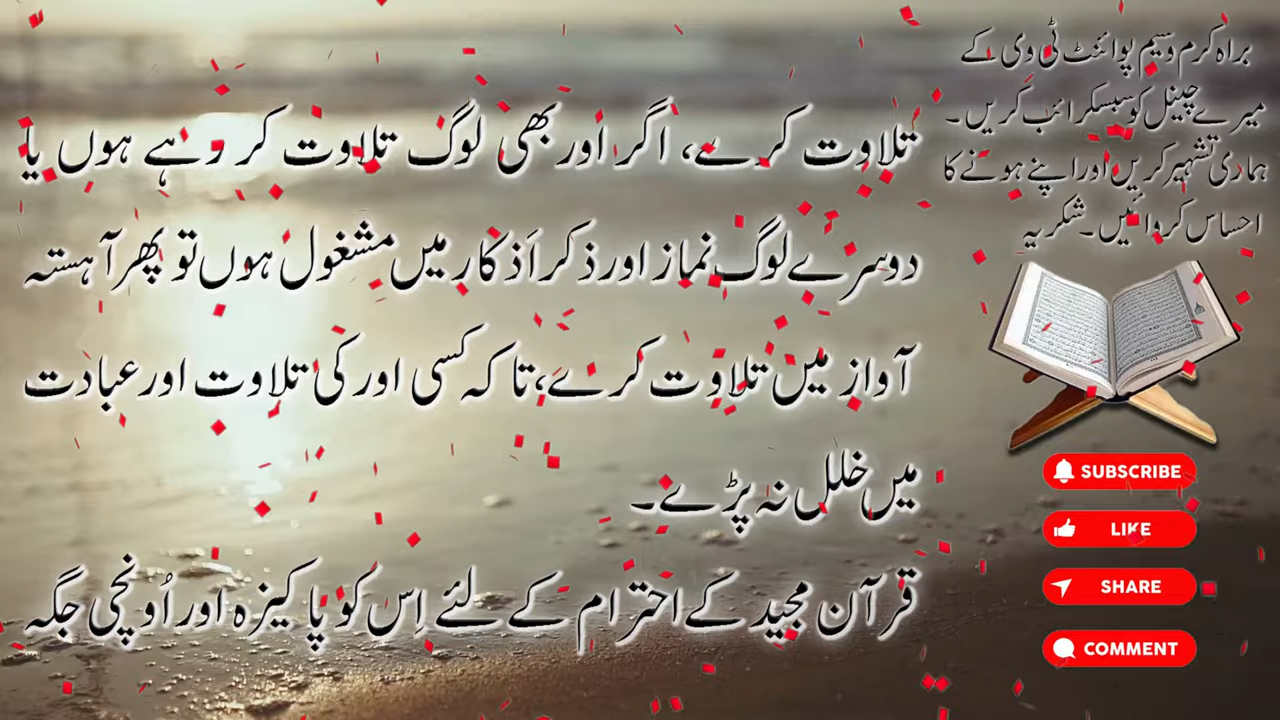 تلاوت کرے، اگر اور بھی لوگ تلاوت کر رہے ہوں یا
دوسرے لوگ نماز اور ذکر اَذکار میں مشغول ہوں تو پھر آہستہ
آواز میں تلاوت کرے، تاکہ کسی اور کی تلاوت اور عبادت
میں خلل نہ پڑے۔
قرآن مجید کے احترام کے لئے اِس کو پاکیزہ اور اُونچی جگہ
براہ کرم وسیم پوائنٹ ٹی وی کے
میرے چینل کو سبسکرائب کریں۔
ہماری تشہیر کریں اور اپنے ہونے کا
احساس کروائیں۔ شکریہ
SUBSCRIBE
LIKE
SHARE
COMMENT